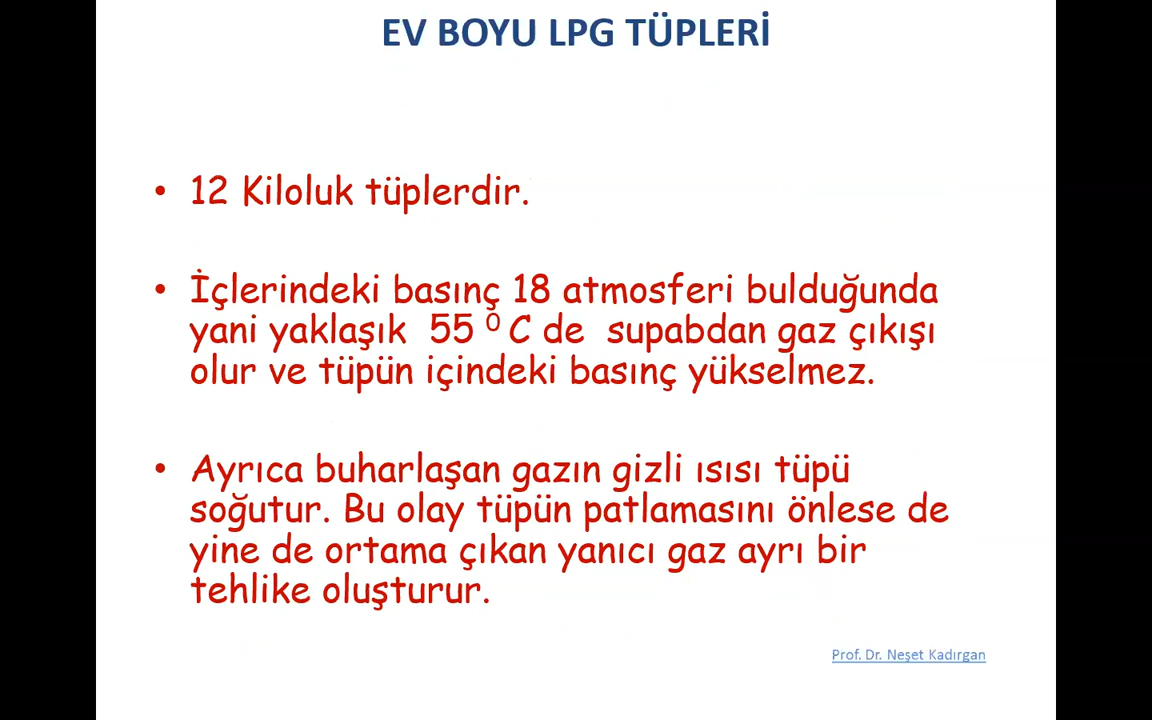 EV BOYU LPG TÜPLERİ
• 12 Kiloluk tüplerdir.
• İçlerindeki basınç 18 atmosferi bulduğunda
yani yaklaşık 55 ⁰ C de supabdan gaz çıkışı
olur ve tüpün içindeki basınç yükselmez.
• Ayrıca buharlaşan gazın gizli ısısı tüpü
soğutur. Bu olay tüpün patlamasını önlese de
yine de ortama çıkan yanıcı gaz ayrı bir
tehlike oluşturur.
Prof. Dr. Neşet Kadırgan